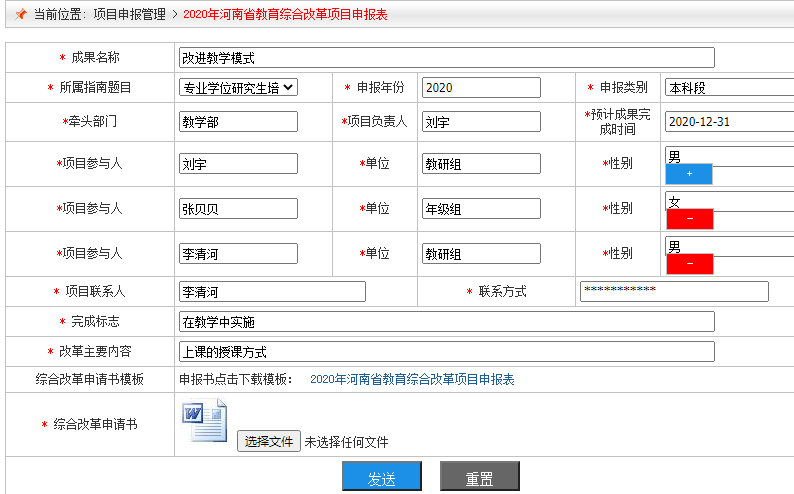 当前位置： 项目申报管理 > 2020年河南省教育综合改革项目申报表
* 成果名称 改进教学模式
* 所属指南题目 专业学位研究生培 * 申报年份 2020 * 申报类别 本科段
*牵头部门 教学部 *项目负责人 刘宇 *预计成果完
成时间 2020-12-31
*项目参与人 刘宇 *单位 教研组 *性别 男
+
*项目参与人 张贝贝 *单位 年级组 *性别 女
-
*项目参与人 李清河 *单位 教研组 *性别 男
-
* 项目联系人 李清河 * 联系方式 ***********
* 完成标志 在教学中实施
* 改革主要内容 上课的授课方式
综合改革申请书模板 申报书点击下载模板： 2020年河南省教育综合改革项目申报表
* 综合改革申请书 W 选择文件 未选择任何文件
发送 重置